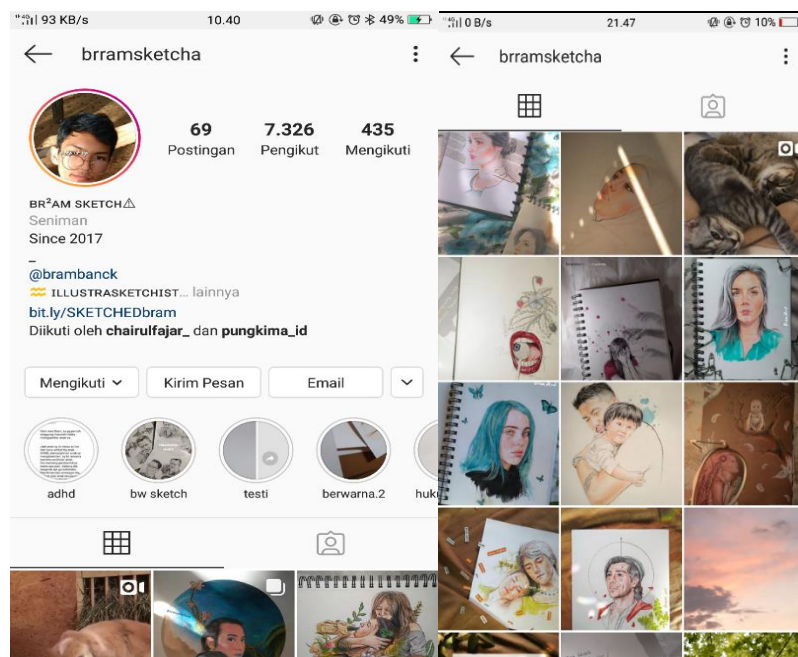 93 KB/s 10.40 49%
brramsketcha
69 7.326 435
Postingan Pengikut Mengikuti
BR²AM SKETCH⚠
Seniman
Since 2017
_
@brambanck
♒ ILLUSTRASKETCHIST... lainnya
bit.ly/SKETCHEDbram
Diikuti oleh chairulfajar_ dan pungkima_id
Mengikuti Kirim Pesan Email
adhd bw sketch testi berwarna.2
0 B/s 21.47 10%
brramsketcha